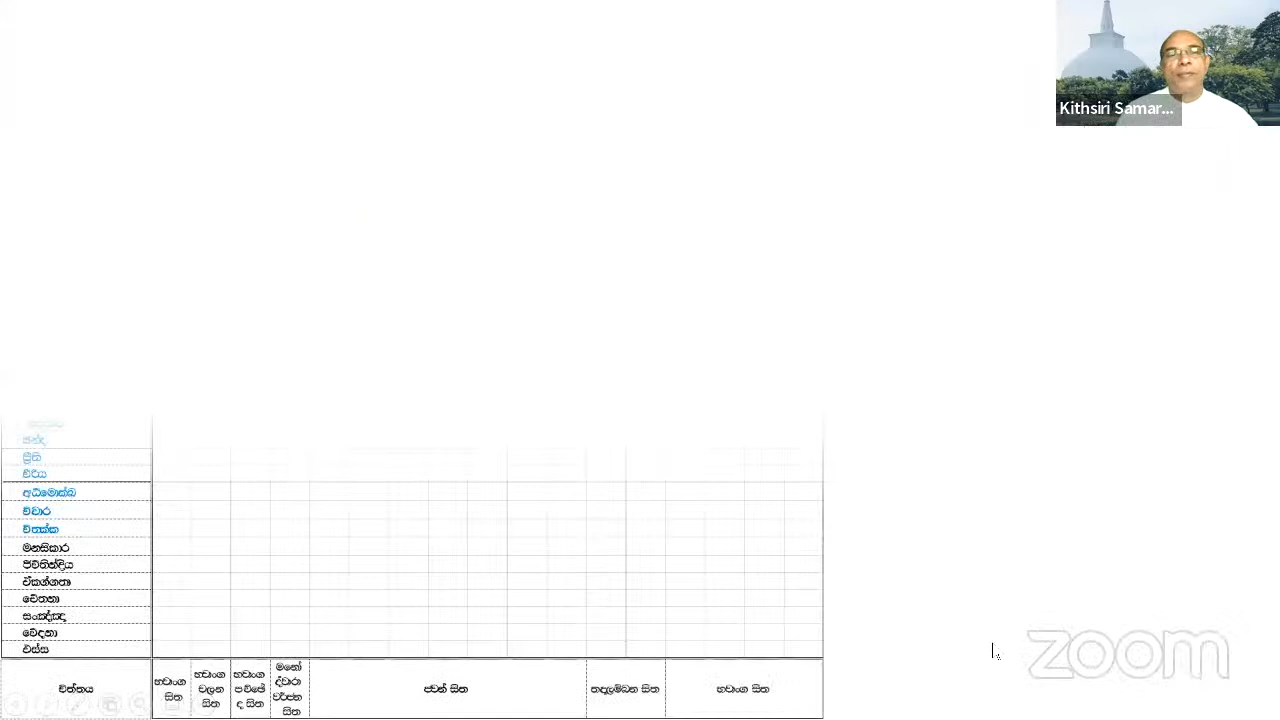 Kithsiri Samar...
ඡන්ද
ප්‍රීති
විරිය
අධිමොක්ඛ
විචාර
විතක්ක
මනසිකාර
ජීවිතින්ද්‍රිය
ඒකග්ගතා
චේතනා
සංඤ්ඤා
වේදනා
ඵස්ස
චිත්තය
භවාංග
සිත
භවාංග
චලන
සිත
භවාංග
පච්ඡේ
ද සිත
මනෝ
ද්වාරා
වර්ජන
සිත
ජවන් සිත
තදාලම්බන සිත
භවාංග සිත
zoom